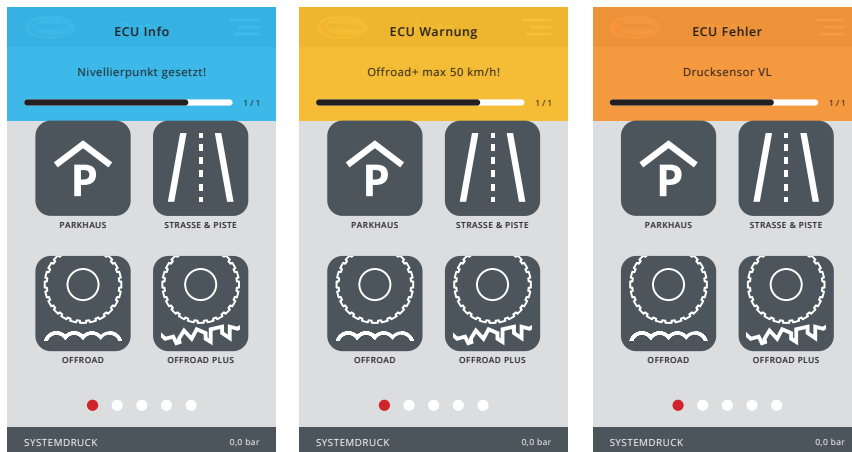 ECU Info
Nivellierpunkt gesetzt!
1 / 1
P
PARKHAUS
STRASSE & PISTE
OFFROAD
OFFROAD PLUS
SYSTEMDRUCK
0,0 bar
ECU Warnung
Offroad+ max 50 km/h!
1 / 1
P
PARKHAUS
STRASSE & PISTE
OFFROAD
OFFROAD PLUS
SYSTEMDRUCK
0,0 bar
ECU Fehler
Drucksensor VL
1 / 1
P
PARKHAUS
STRASSE & PISTE
OFFROAD
OFFROAD PLUS
SYSTEMDRUCK
0,0 bar